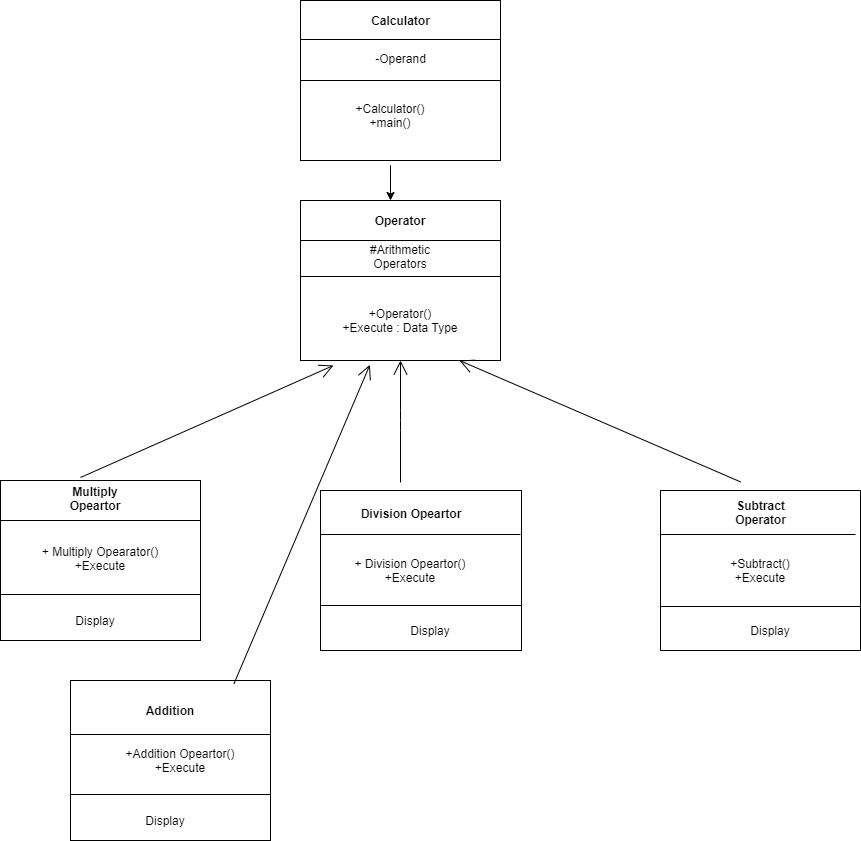 Calculator
-Operand
+Calculator()
+main()
Operator
#Arithmetic
Operators
+Operator()
+Execute : Data Type
Multiply
Opeartor
+ Multiply Opearator()
+Execute
Display
Division Opeartor
+ Division Opeartor()
+Execute
Display
Subtract
Operator
+Subtract()
+Execute
Display
Addition
+Addition Opeartor()
+Execute
Display